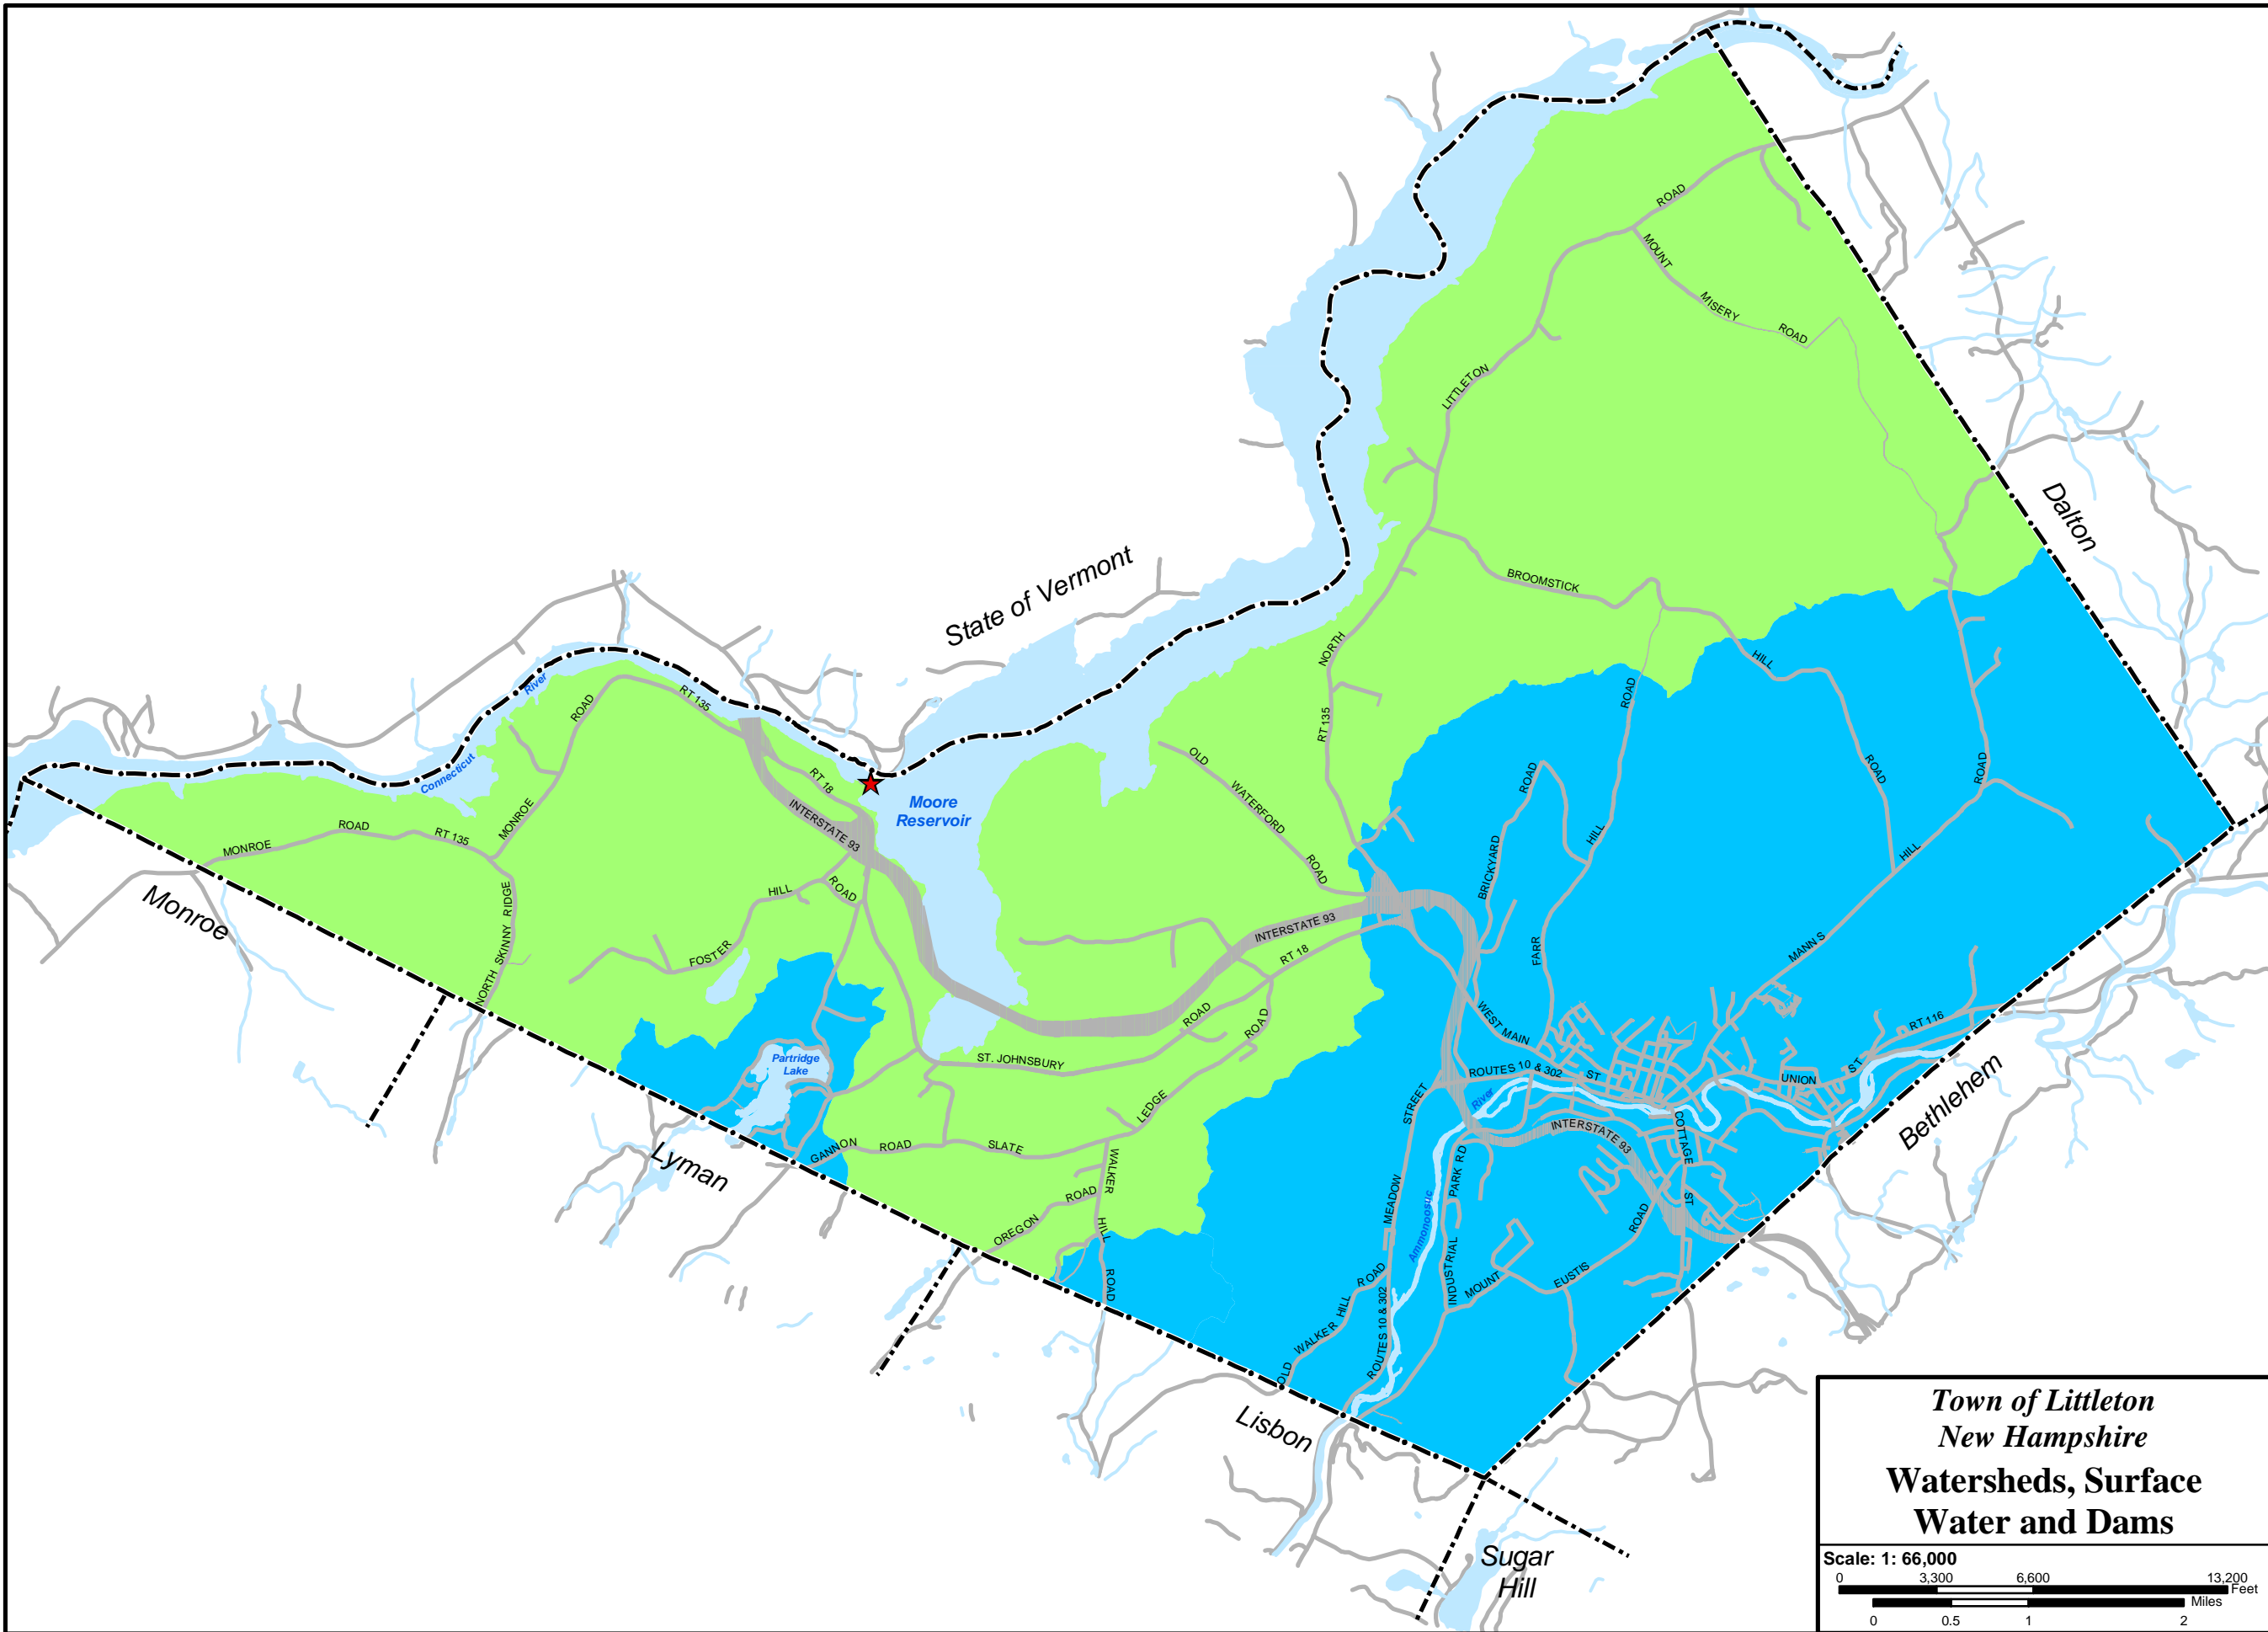 ROAD
MOUNT
MISERY
ROAD
LITTLETON
Dalton
State of Vermont
BROOMSTICK
HILL
ROAD
NORTH
RT 135
ROAD
River
Connecticut
ROAD
RT 135
MONROE
RT 18
INTERSTATE 93
Moore
Reservoir
OLD
WATERFORD
ROAD
ROAD
BRICKYARD
HILL
ROAD
FARR
ROAD
HILL
MANN S
MONROE
ROAD
RT 135
NORTH SKINNY RIDGE
HILL
ROAD
FOSTER
Monroe
INTERSTATE 93
RT 18
ROAD
ROAD
ST. JOHNSBURY
Partridge
Lake
WEST MAIN
ROUTES 10 & 302
ST
River
UNION
S T
RT 116
Bethlehem
LEDGE
STREET
MEADOW
COTTAGE
ST
INTERSTATE 93
PARK RD
INDUSTRIAL
Lyman
GANNON
ROAD
SLATE
WALKER
HILL
ROAD
OREGON
ROAD
Ammonoosuc
ROAD
MOUNT
EUSTIS
OLD
WALKER HILL
ROAD
ROUTES 10 & 302
Lisbon
Sugar
Hill
Town of Littleton
New Hampshire
Watersheds, Surface
Water and Dams
Scale: 1: 66,000
0 3,300 6,600 13,200
Feet
Miles
0 0.5 1 2